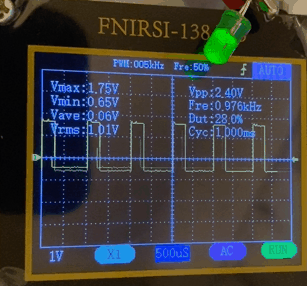 FNIRSI-138
PWM:005kHz Fre:50% AUTO
Vmax:1.75V Vpp:2.40V
Vmin:0.65V Fre:0.976kHz
Vave:0.06V Dut:28.0%
Vrms:1.01V Cyc:1.000ms
1V X1 500uS AC RUN